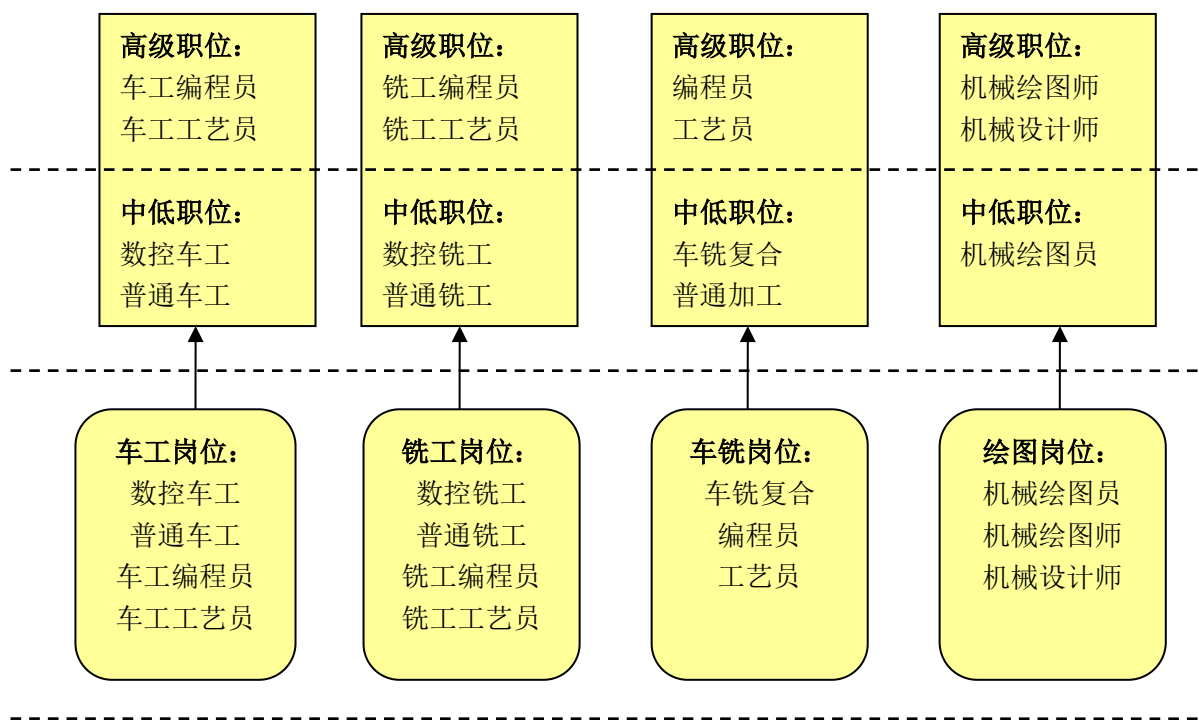 高级职位：
车工编程员
车工工艺员
中低职位：
数控车工
普通车工
高级职位：
铣工编程员
铣工工艺员
中低职位：
数控铣工
普通铣工
高级职位：
编程员
工艺员
中低职位：
车铣复合
普通加工
高级职位：
机械绘图师
机械设计师
中低职位：
机械绘图员
车工岗位：
数控车工
普通车工
车工编程员
车工工艺员
铣工岗位：
数控铣工
普通铣工
铣工编程员
铣工工艺员
车铣岗位：
车铣复合
编程员
工艺员
绘图岗位：
机械绘图员
机械绘图师
机械设计师